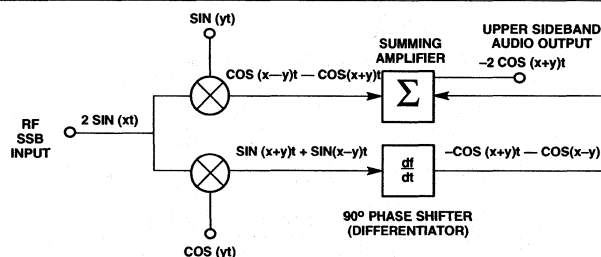 SIN (yt)
SUMMING
AMPLIFIER
UPPER SIDEBAND
AUDIO OUTPUT
–2 COS (x+y)t
COS (x—y)t — COS(x+y)t
Σ
RF
SSB
INPUT
2 SIN (xt)
SIN (x+y)t + SIN(x–y)t
df
dt
–COS (x+y)t — COS(x–y)
90º PHASE SHIFTER
(DIFFERENTIATOR)
COS (yt)